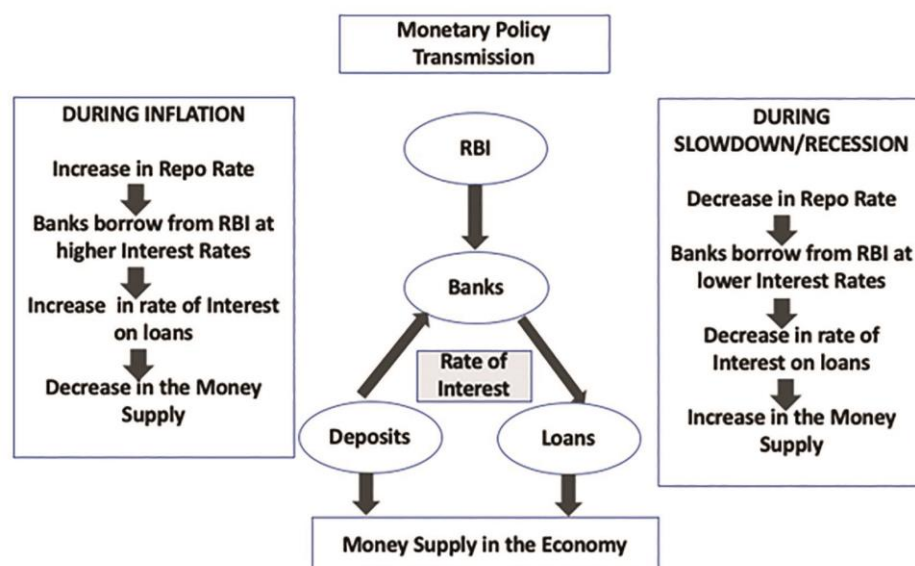 Monetary Policy
Transmission
DURING INFLATION
Increase in Repo Rate
Banks borrow from RBI at
higher Interest Rates
Increase in rate of Interest
on loans
Decrease in the Money
Supply
RBI
Banks
Rate of
Interest
Deposits
Loans
Money Supply in the Economy
DURING
SLOWDOWN/RECESSION
Decrease in Repo Rate
Banks borrow from RBI at
lower Interest Rates
Decrease in rate of
Interest on loans
Increase in the Money
Supply